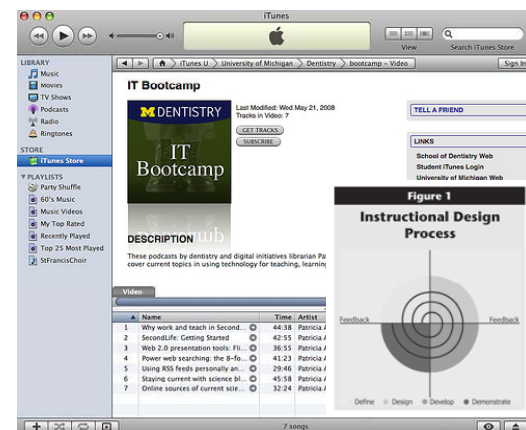 iTunes
View
Search iTunes Store
LIBRARY
Music
Movies
TV Shows
Podcasts
Radio
Ringtones
STORE
iTunes Store
PLAYLISTS
Party Shuffle
60's Music
Music Videos
My Top Rated
Recently Played
Top 25 Most Played
StFrancisChoir
iTunes U University of Michigan Dentistry bootcamp - Video
Sign In
IT Bootcamp
M DENTISTRY
IT
Bootcamp
Last Modified: Wed May 21, 2008
Tracks in Video: 7
GET TRACKS
SUBSCRIBE
TELL A FRIEND
LINKS
School of Dentistry Web
Student iTunes Login
University of Michigan Web
DESCRIPTION
These podcasts by dentistry and digital initiatives librarian Pa
cover current topics in using technology for teaching, learning
Video
Name Time Artist
1 Why work and teach in Second... 44:38 Patricia A
2 SecondLife: Getting Started 42:55 Patricia A
3 Web 2.0 presentation tools: Fli... 36:55 Patricia A
4 Power web searching: the 8-fo... 41:23 Patricia A
5 Using RSS feeds personally an... 29:46 Patricia A
6 Staying current with science bl... 45:58 Patricia A
7 Online sources of current scie... 32:24 Patricia A
7 songs
Figure 1
Instructional Design
Process
Feedback Feedback
Define Design Develop Demonstrate